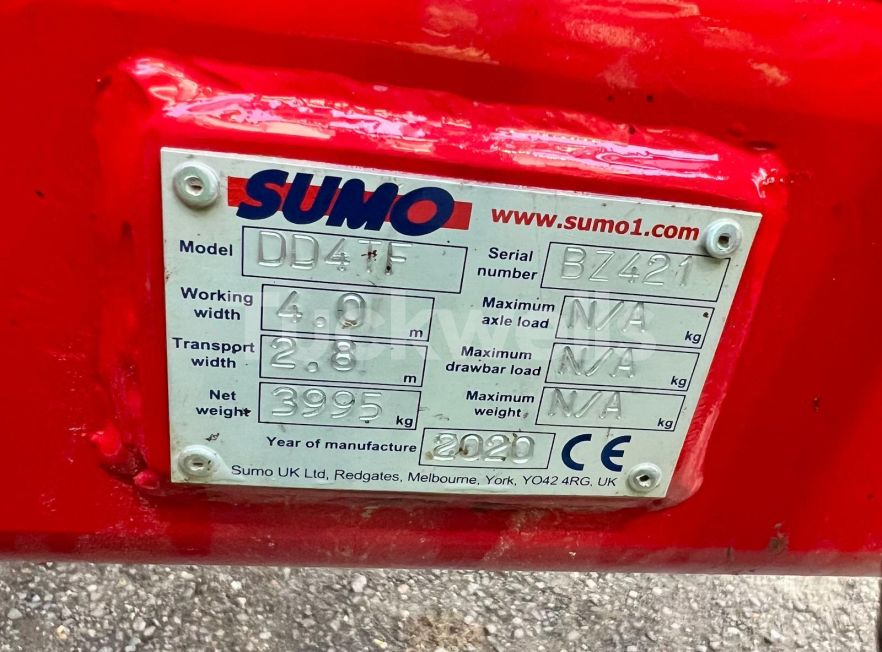 SUMO www.sumo1.com
Model DD4TF Serial number BZ421
Working width 4.0 m Maximum axle load N/A kg
Transport width 2.8 m Maximum drawbar load N/A kg
Net weight 3995 kg Maximum weight N/A kg
Year of manufacture 2020 CE
Sumo UK Ltd, Redgates, Melbourne, York, YO42 4RG, UK
Tuckwells